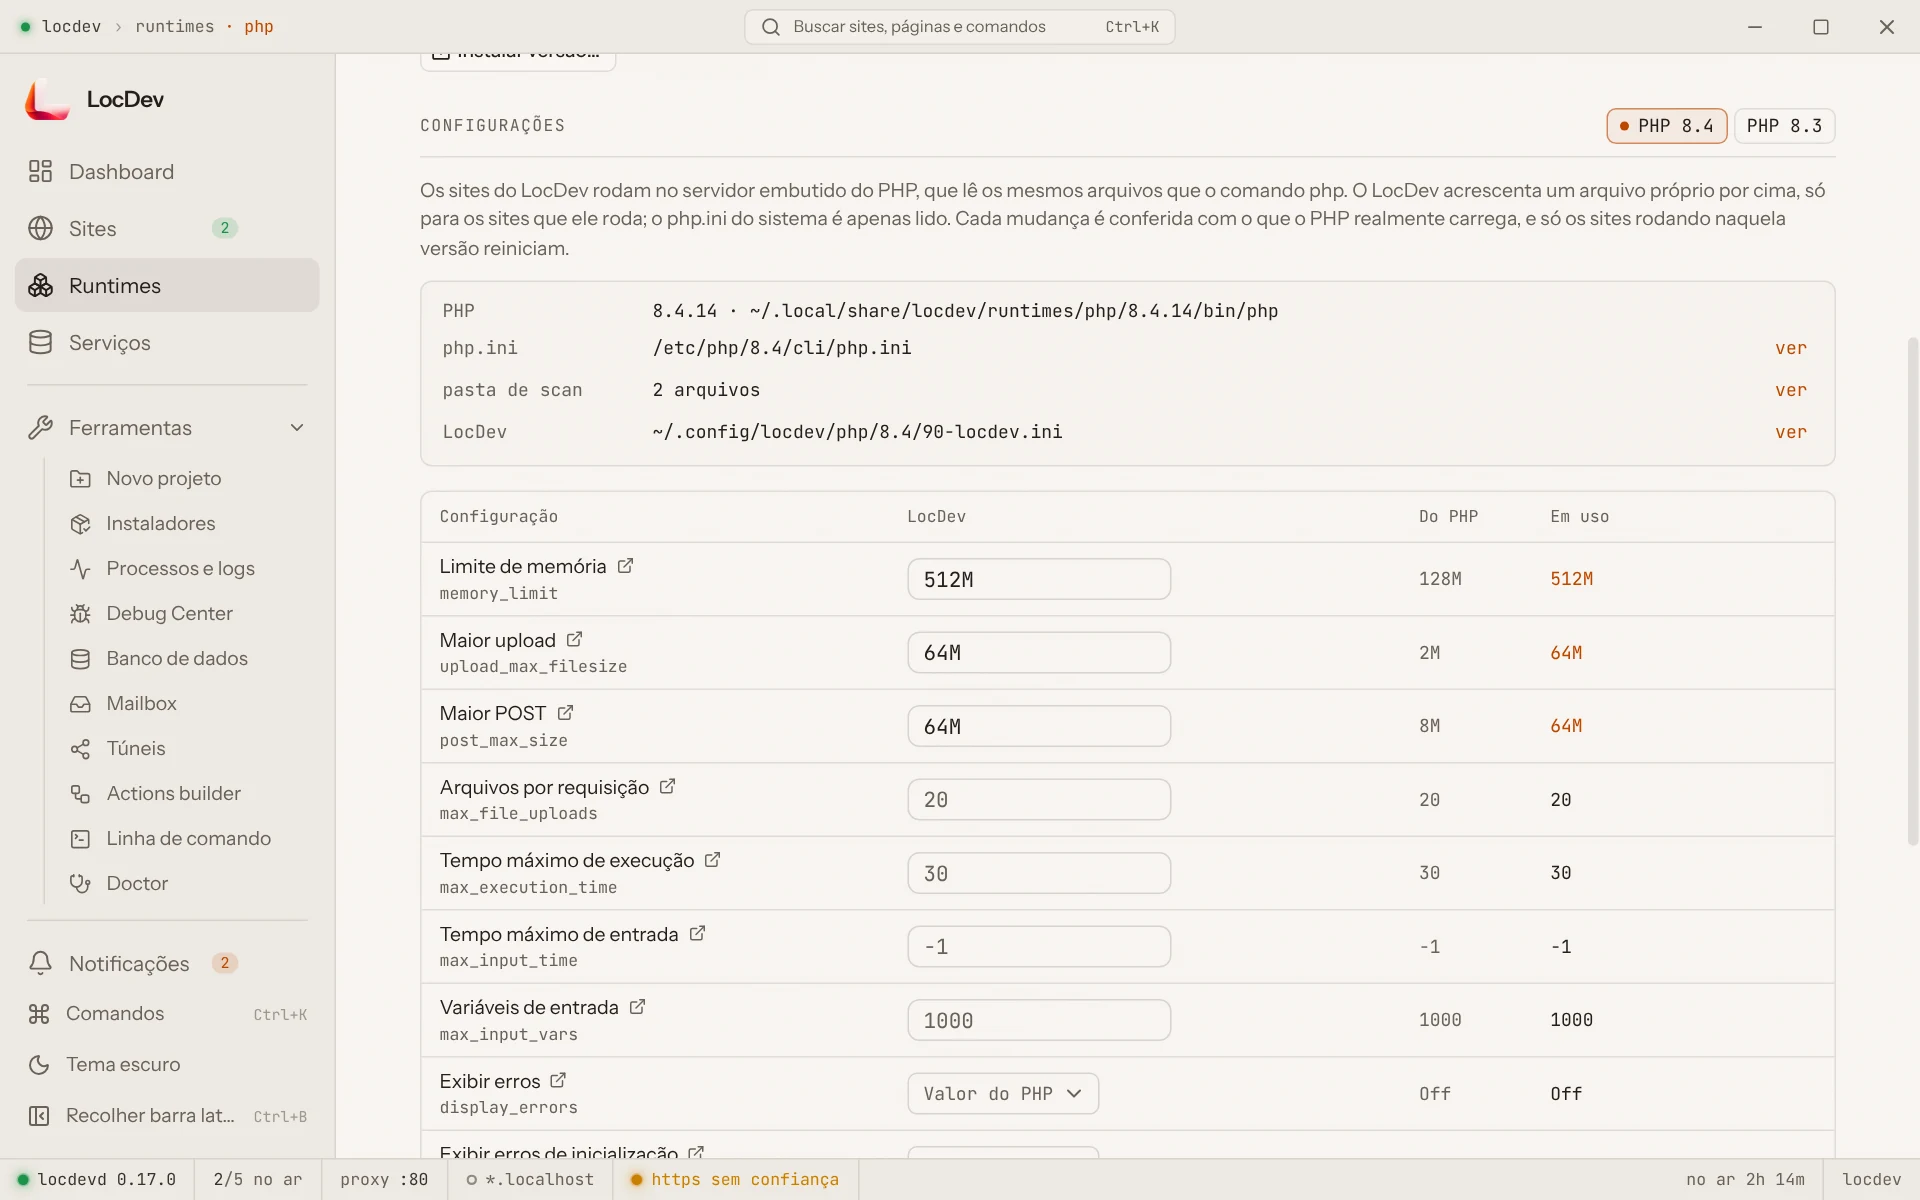 locdev › runtimes · php
Buscar sites, páginas e comandos Ctrl+K
LocDev
Dashboard
Sites 2
Runtimes
Serviços
Ferramentas
Novo projeto
Instaladores
Processos e logs
Debug Center
Banco de dados
Mailbox
Túneis
Actions builder
Linha de comando
Doctor
Notificações 2
Comandos Ctrl+K
Tema escuro
Recolher barra lat... Ctrl+B
Instalar versão...
CONFIGURAÇÕES
PHP 8.4 PHP 8.3
Os sites do LocDev rodam no servidor embutido do PHP, que lê os mesmos arquivos que o comando php. O LocDev acrescenta um arquivo próprio por cima, só
para os sites que ele roda; o php.ini do sistema é apenas lido. Cada mudança é conferida com o que o PHP realmente carrega, e só os sites rodando naquela
versão reiniciam.
PHP 8.4.14 · ~/.local/share/locdev/runtimes/php/8.4.14/bin/php
php.ini /etc/php/8.4/cli/php.ini ver
pasta de scan 2 arquivos ver
LocDev ~/.config/locdev/php/8.4/90-locdev.ini ver
Configuração LocDev Do PHP Em uso
Limite de memória
memory_limit 512M 128M 512M
Maior upload
upload_max_filesize 64M 2M 64M
Maior POST
post_max_size 64M 8M 64M
Arquivos por requisição
max_file_uploads 20 20 20
Tempo máximo de execução
max_execution_time 30 30 30
Tempo máximo de entrada
max_input_time -1 -1 -1
Variáveis de entrada
max_input_vars 1000 1000 1000
Exibir erros
display_errors Valor do PHP Off Off
Exibir erros de inicialização
locdevd 0.17.0 2/5 no ar proxy :80 *.localhost https sem confiança no ar 2h 14m locdev